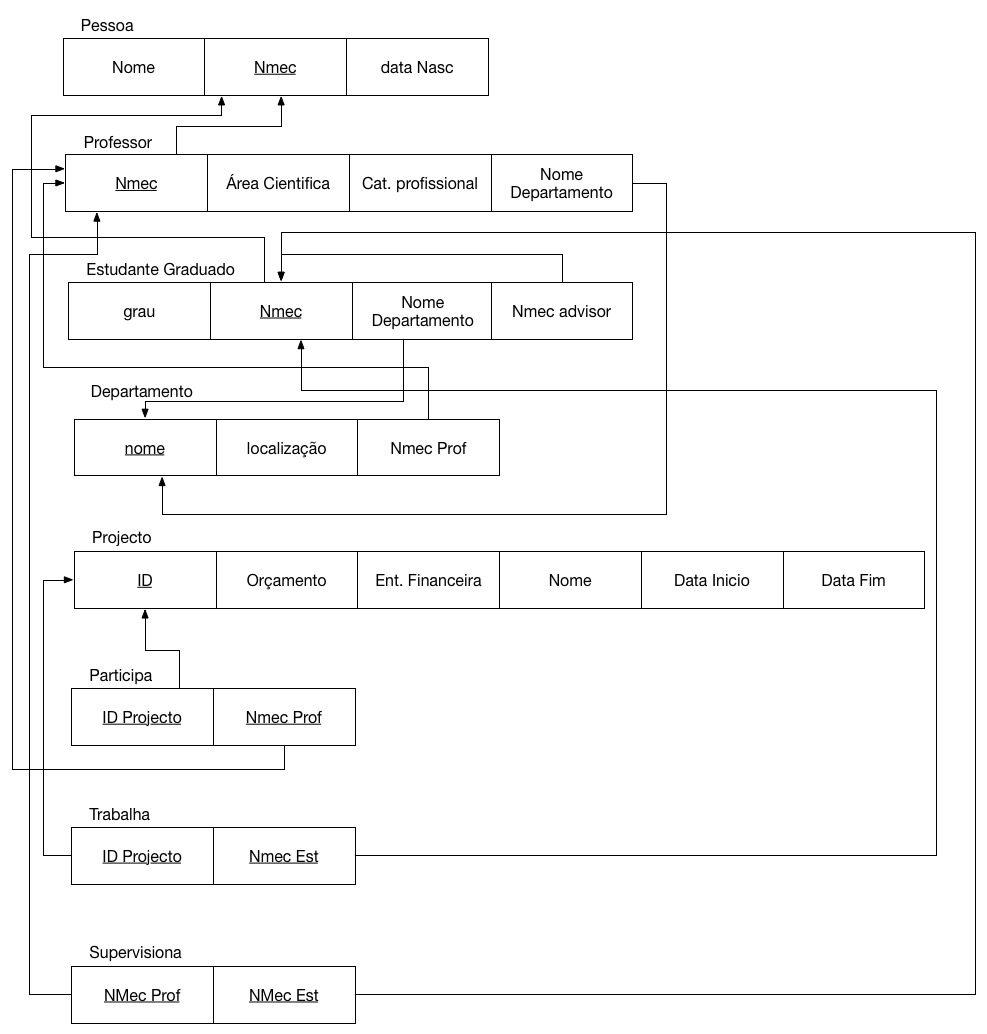 Pessoa
Nome Nmec data Nasc
Professor
Nmec Área Cientifica Cat. profissional Nome
Departamento
Estudante Graduado
grau Nmec Nome
Departamento Nmec advisor
Departamento
nome localização Nmec Prof
Projecto
ID Orçamento Ent. Financeira Nome Data Inicio Data Fim
Participa
ID Projecto Nmec Prof
Trabalha
ID Projecto Nmec Est
Supervisiona
NMec Prof NMec Est